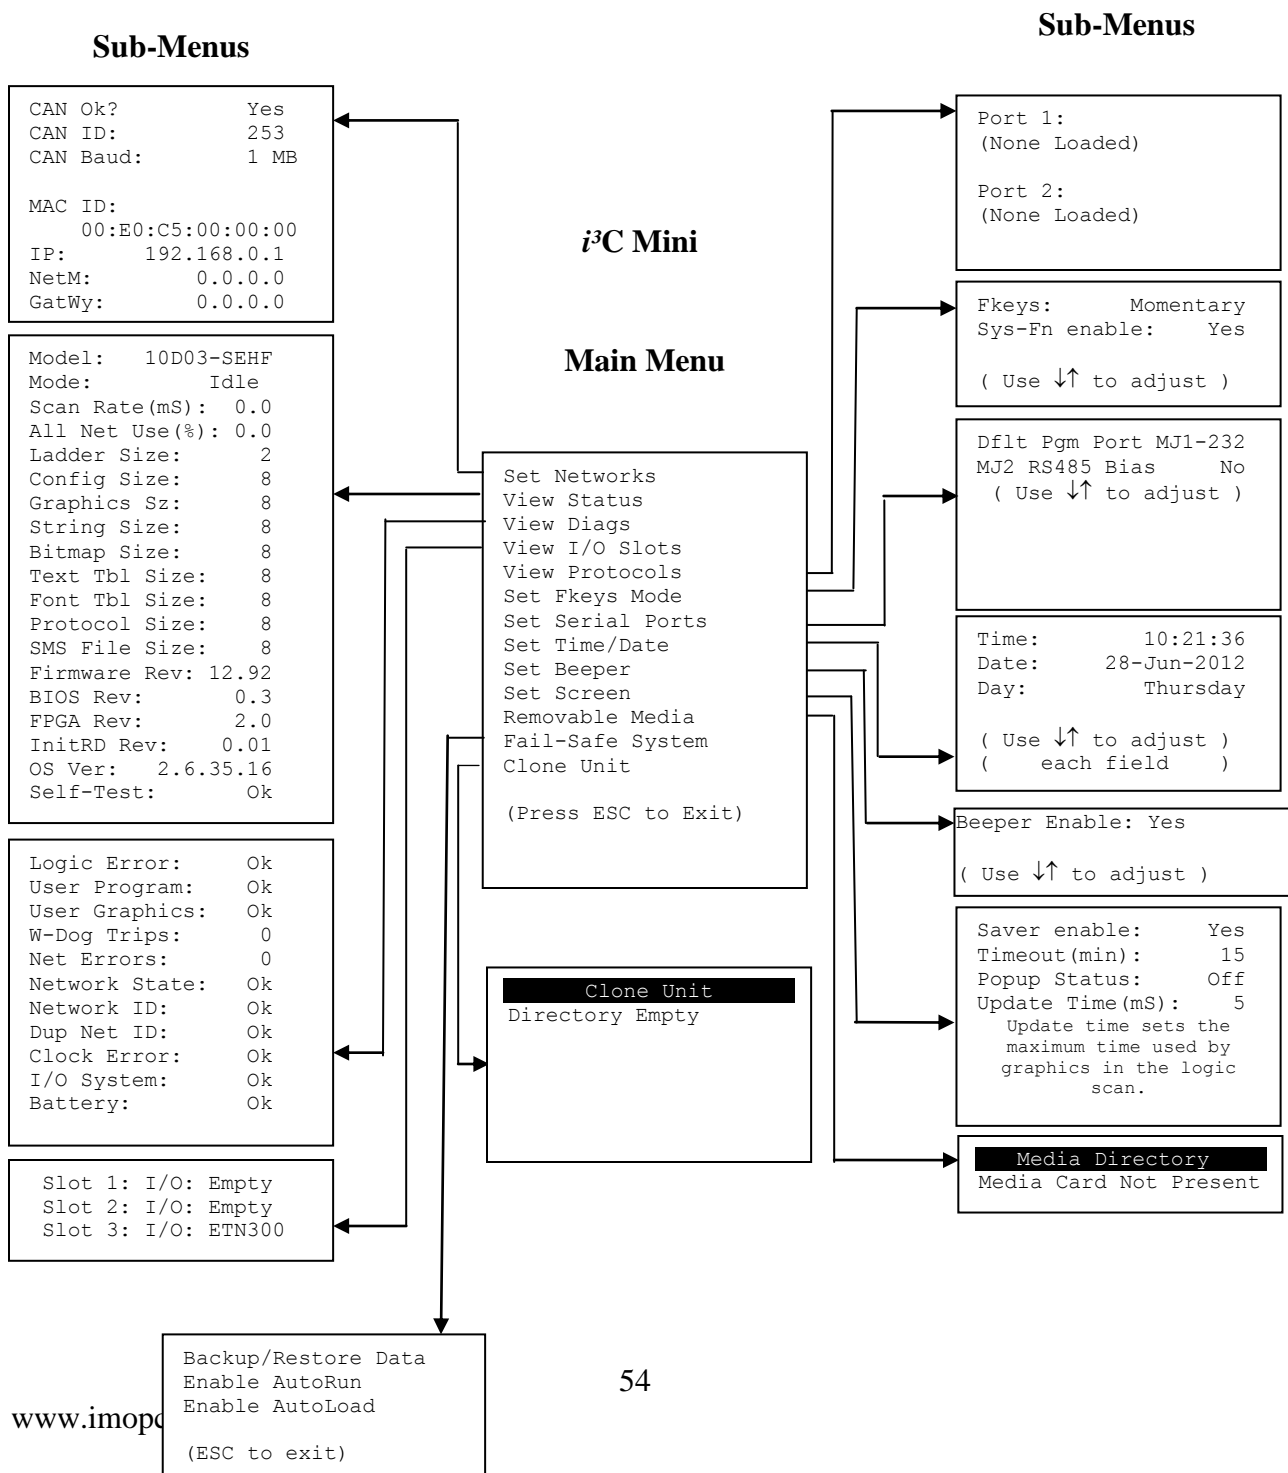 Sub-Menus
CAN Ok? Yes
CAN ID: 253
CAN Baud: 1 MB
MAC ID:
00:E0:C5:00:00:00
IP: 192.168.0.1
NetM: 0.0.0.0
GatWy: 0.0.0.0
Model: 10D03-SEHF
Mode: Idle
Scan Rate(mS): 0.0
All Net Use(%): 0.0
Ladder Size: 2
Config Size: 8
Graphics Sz: 8
String Size: 8
Bitmap Size: 8
Text Tbl Size: 8
Font Tbl Size: 8
Protocol Size: 8
SMS File Size: 8
Firmware Rev: 12.92
BIOS Rev: 0.3
FPGA Rev: 2.0
InitRD Rev: 0.01
OS Ver: 2.6.35.16
Self-Test: Ok
Logic Error: Ok
User Program: Ok
User Graphics: Ok
W-Dog Trips: 0
Net Errors: 0
Network State: Ok
Network ID: Ok
Dup Net ID: Ok
Clock Error: Ok
I/O System: Ok
Battery: Ok
Slot 1: I/O: Empty
Slot 2: I/O: Empty
Slot 3: I/O: ETN300
i³C Mini
Main Menu
Set Networks
View Status
View Diags
View I/O Slots
View Protocols
Set Fkeys Mode
Set Serial Ports
Set Time/Date
Set Beeper
Set Screen
Removable Media
Fail-Safe System
Clone Unit
(Press ESC to Exit)
Clone Unit
Directory Empty
Sub-Menus
Port 1:
(None Loaded)
Port 2:
(None Loaded)
Fkeys: Momentary
Sys-Fn enable: Yes
( Use ↓↑ to adjust )
Dflt Pgm Port MJ1-232
MJ2 RS485 Bias No
( Use ↓↑ to adjust )
Time: 10:21:36
Date: 28-Jun-2012
Day: Thursday
( Use ↓↑ to adjust )
( each field )
Beeper Enable: Yes
( Use ↓↑ to adjust )
Saver enable: Yes
Timeout(min): 15
Popup Status: Off
Update Time(mS): 5
Update time sets the
maximum time used by
graphics in the logic
scan.
Media Directory
Media Card Not Present
Backup/Restore Data
Enable AutoRun
Enable AutoLoad
(ESC to exit)
54